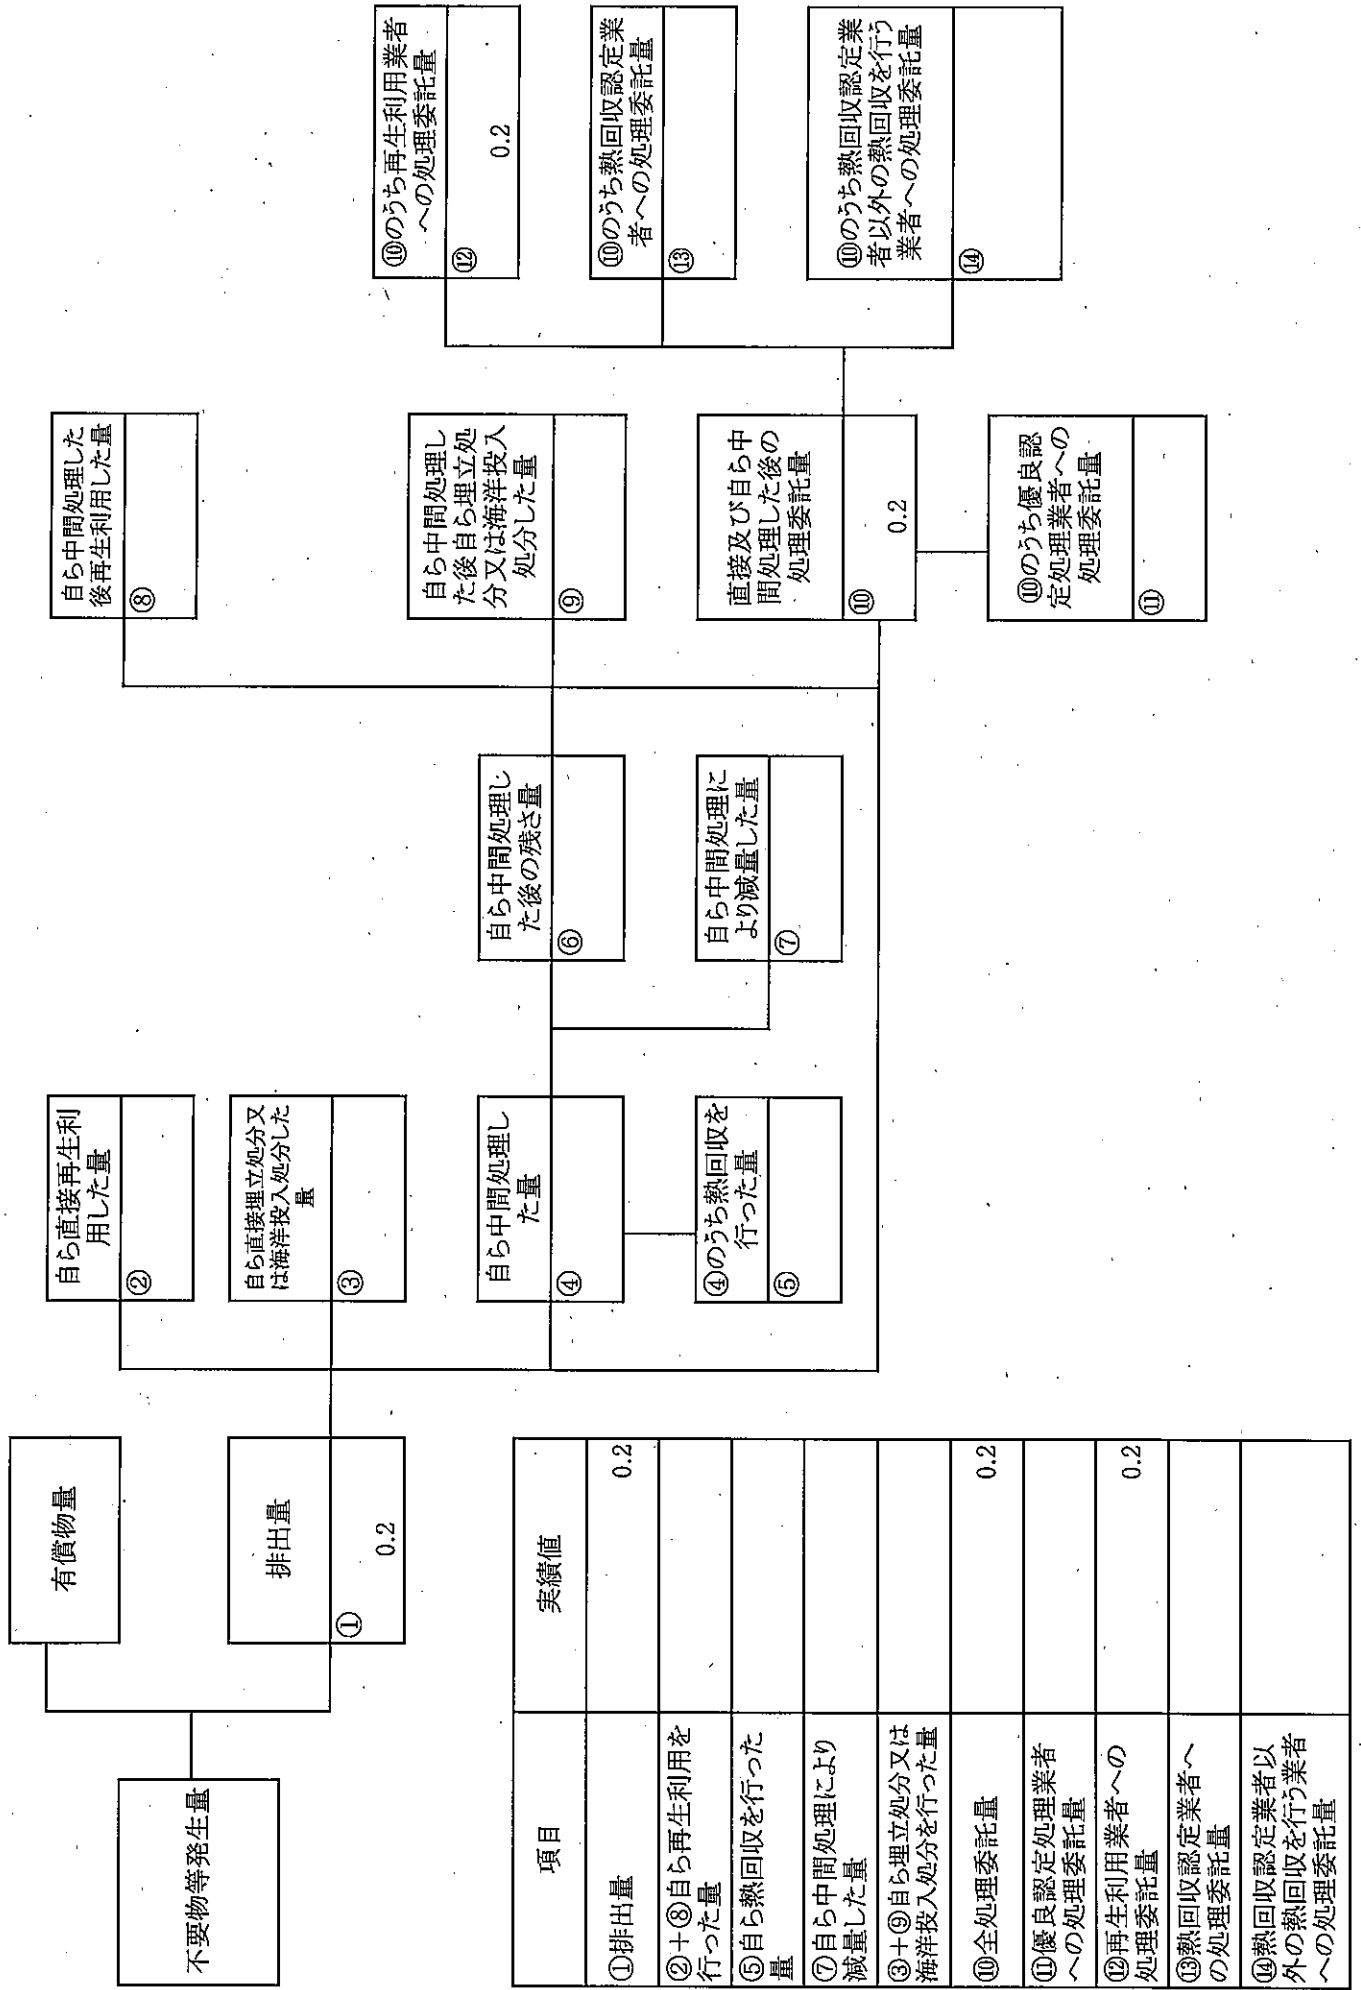 不要物等発生量
有償物量
排出量
①
0.2
自ら直接再生利
用した量
②
自ら直接埋立処分又
は海洋投入処分した
量
③
自ら中間処理し
た量
④
④のうち熱回収を
行った量
⑤
自ら中間処理し
た後の残さ量
⑥
自ら中間処理に
より減量した量
⑦
自ら中間処理した
後再生利用した量
⑧
自ら中間処理し
た後自ら埋立処
分又は海洋投入
処分した量
⑨
直接及び自ら中
間処理した後の
処理委託量
⑩
0.2
⑩のうち優良認
定処理業者への
処理委託量
⑪
⑩のうち再生利用業者
への処理委託量
⑫
0.2
⑩のうち熱回収認定業
者への処理委託量
⑬
⑩のうち熱回収認定業
者以外の熱回収を行う
業者への処理委託量
⑭
項目 実績値
①排出量 0.2
②+⑧自ら再生利用を
行った量
⑤自ら熱回収を行った
量
⑦自ら中間処理により
減量した量
③+⑨自ら埋立処分又は
海洋投入処分を行った量
⑩全処理委託量 0.2
⑪優良認定処理業者
への処理委託量
⑫再生利用業者への
処理委託量 0.2
⑬熱回収認定業者へ
の処理委託量
⑭熱回収認定業者以
外の熱回収を行う業者
への処理委託量